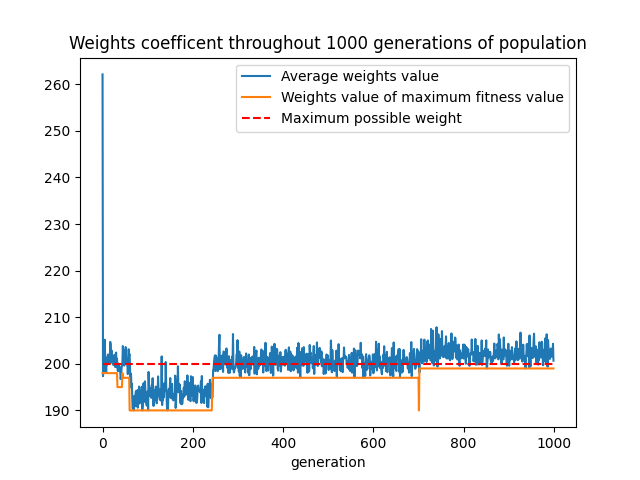 Weights coefficent throughout 1000 generations of population
Average weights value
Weights value of maximum fitness value
Maximum possible weight
260
250
240
230
220
210
200
190
0 200 400 600 800 1000
generation